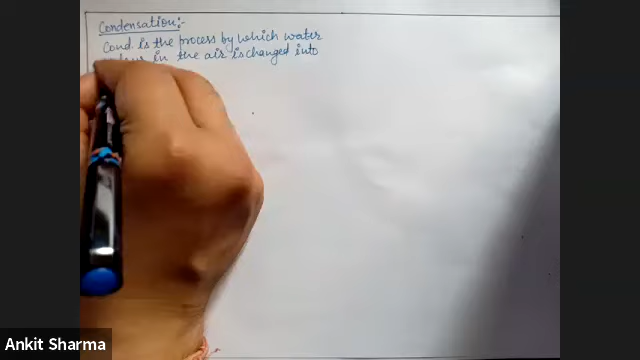 Condensation:-
Cond. is the process by which water
in the air is changed into
Ankit Sharma